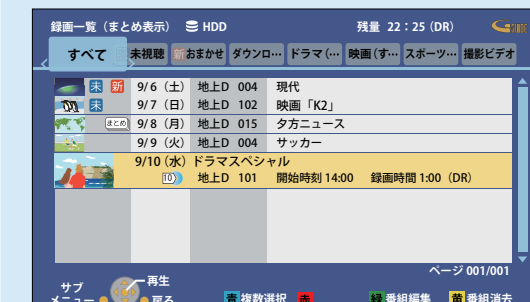 録画一覧（まとめ表示） HDD 残量 22：25 (DR) GGUIDE
すべて 未視聴 新おまかせ ダウンロ… ドラマ（… 映画（す… スポーツ… 撮影ビデオ
未 新 9/6（土） 地上D 004 現代
未 9/7（日） 地上D 102 映画「K2」
まとめ 9/8（月） 地上D 015 夕方ニュース
9/9（火） 地上D 004 サッカー
9/10（水） ドラマスペシャル
10 地上D 101 開始時刻 14:00 録画時間 1:00（DR）
ページ 001/001
サブ 再生
メニュー 戻る 青 複数選択 赤 緑 番組編集 黄 番組消去